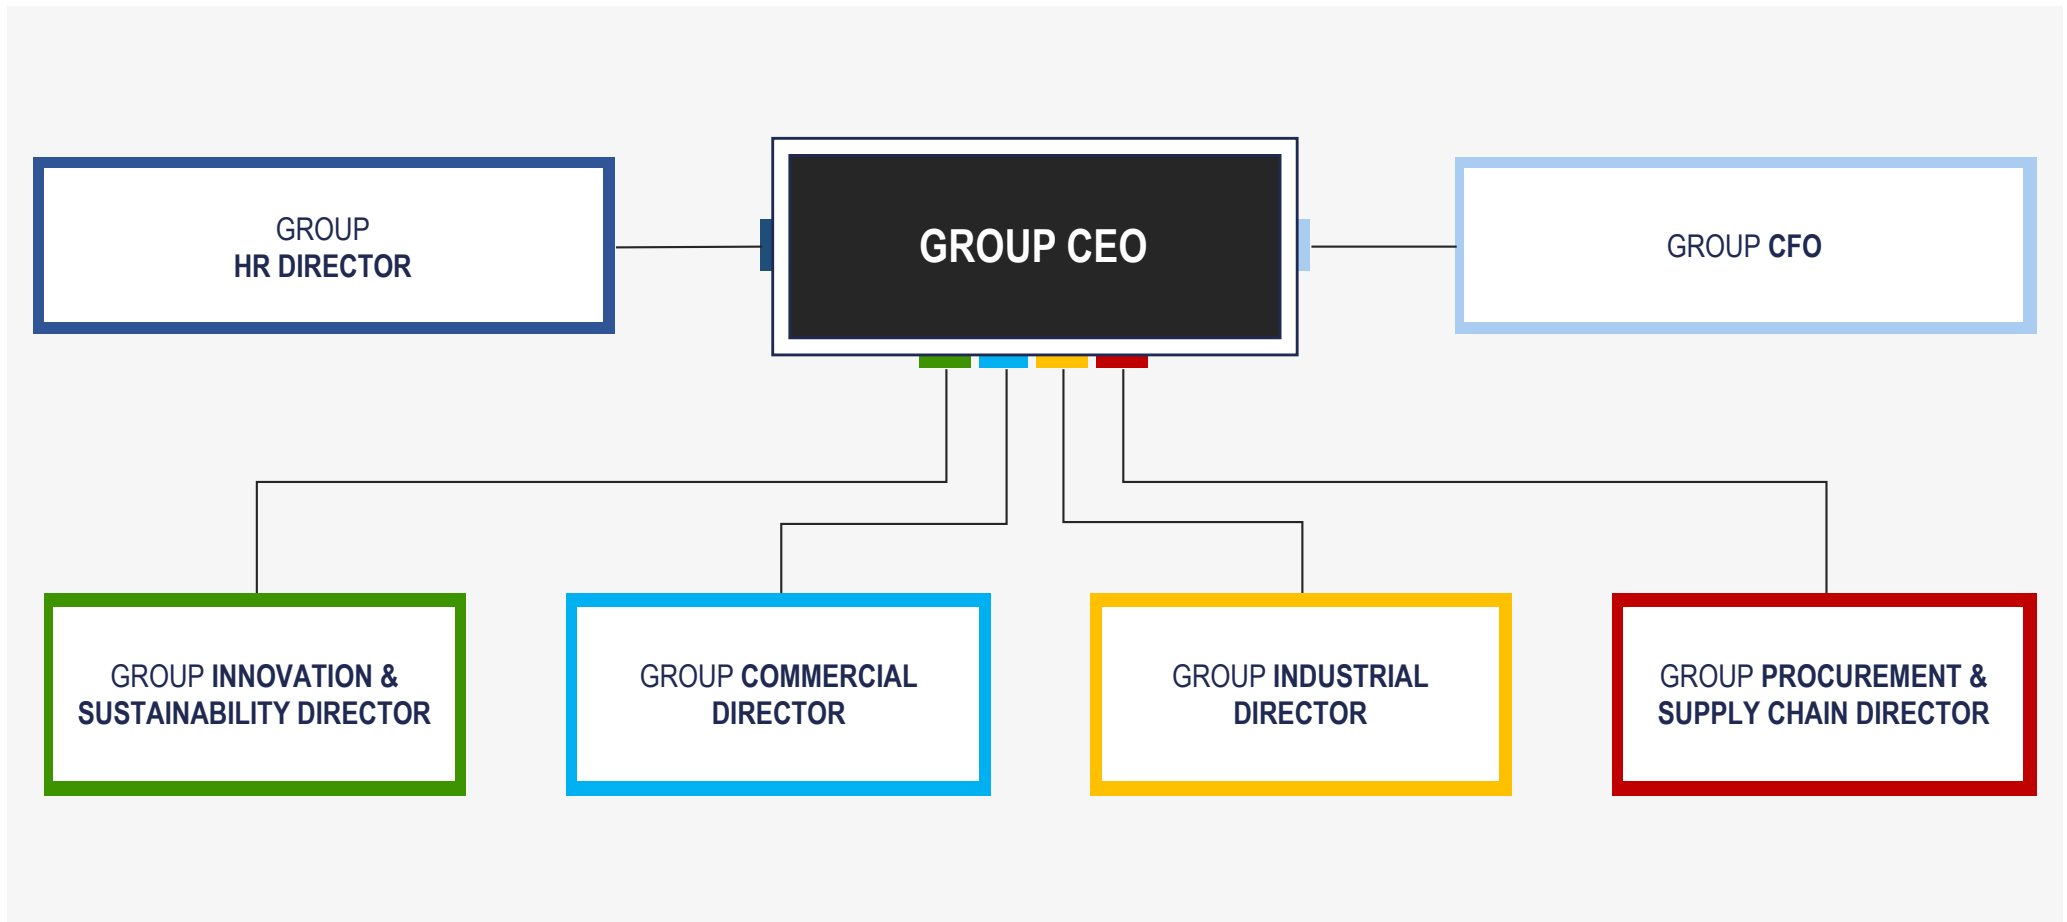 GROUP
HR DIRECTOR
GROUP CEO
GROUP CFO
GROUP INNOVATION &
SUSTAINABILITY DIRECTOR
GROUP COMMERCIAL
DIRECTOR
GROUP INDUSTRIAL
DIRECTOR
GROUP PROCUREMENT &
SUPPLY CHAIN DIRECTOR